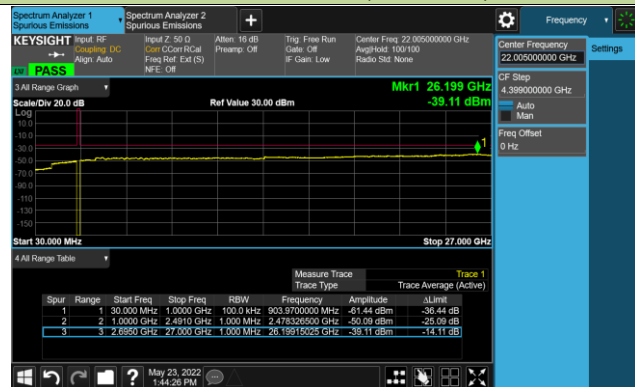 Spectrum Analyzer 1
Spurious Emissions
Spectrum Analyzer 2
Spurious Emissions
Frequency
KEYSIGHT
Input: RF
Coupling: DC
Align: Auto
Input Z: 50 Ω
Corr CCorr RCal
Freq Ref: Ext (S)
NFE: Off
Atten: 16 dB
Preamp: Off
Trig: Free Run
Gate: Off
IF Gain: Low
Center Freq: 22.005000000 GHz
Avg|Hold: 100/100
Radio Std: None
PASS
Center Frequency
22.005000000 GHz
Settings
CF Step
4.399000000 GHz
Auto
Man
Freq Offset
0 Hz
3 All Range Graph
Mkr1 26.199 GHz
Scale/Div 20.0 dB
Ref Value 30.00 dBm
-39.11 dBm
Log
10.0
-10.0
-30.0
-50.0
-70.0
-90.0
-110
-130
-150
1
Start 30.000 MHz
Stop 27.000 GHz
4 All Range Table
Measure Trace Trace 1
Trace Type Trace Average (Active)
Spur Range Start Freq Stop Freq RBW Frequency Amplitude ΔLimit
1 1 30.000 MHz 1.0000 GHz 100.0 kHz 903.9700000 MHz -61.44 dBm -36.44 dB
2 2 1.0000 GHz 2.4910 GHz 1.000 MHz 2.478326500 GHz -50.09 dBm -25.09 dB
3 3 2.6950 GHz 27.000 GHz 1.000 MHz 26.19915025 GHz -39.11 dBm -14.11 dB
May 23, 2022
1:44:26 PM